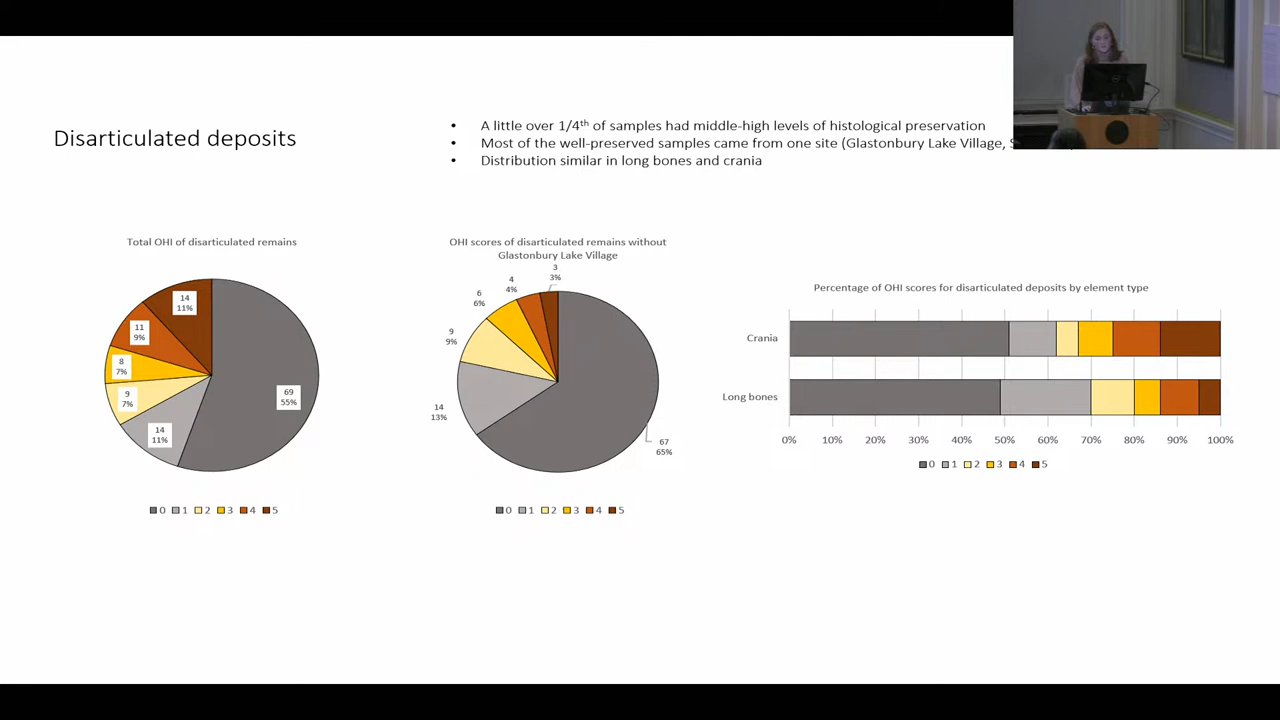 Disarticulated deposits
• A little over 1/4th of samples had middle-high levels of histological preservation
• Most of the well-preserved samples came from one site (Glastonbury Lake Village,
• Distribution similar in long bones and crania
Total OHI of disarticulated remains
14
11%
11
9%
8
7%
9
7%
14
11%
69
55%
0 1 2 3 4 5
OHI scores of disarticulated remains without
Glastonbury Lake Village
3
3%
4
4%
6
6%
9
9%
14
13%
67
65%
0 1 2 3 4 5
Percentage of OHI scores for disarticulated deposits by element type
Crania
Long bones
0% 10% 20% 30% 40% 50% 60% 70% 80% 90% 100%
0 1 2 3 4 5